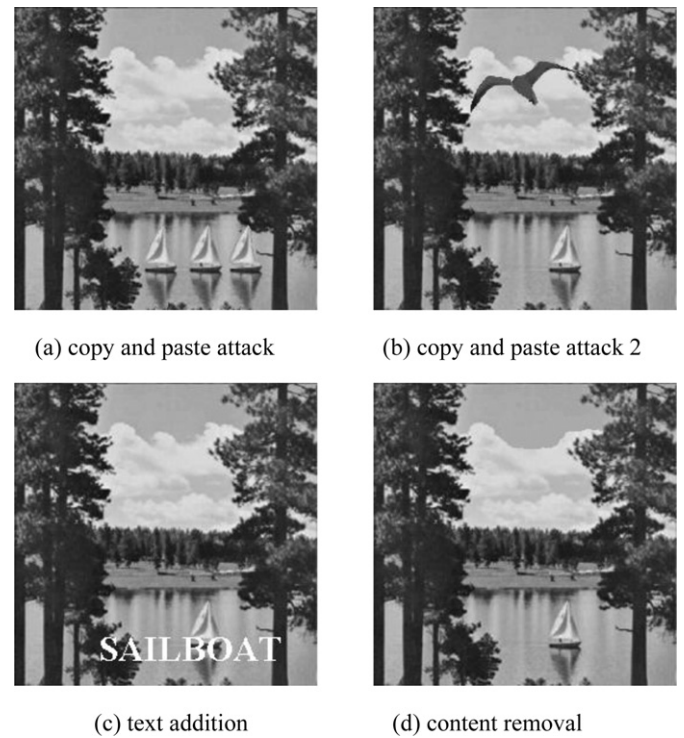 (a) copy and paste attack
(b) copy and paste attack 2
SAILBOAT
(c) text addition
(d) content removal